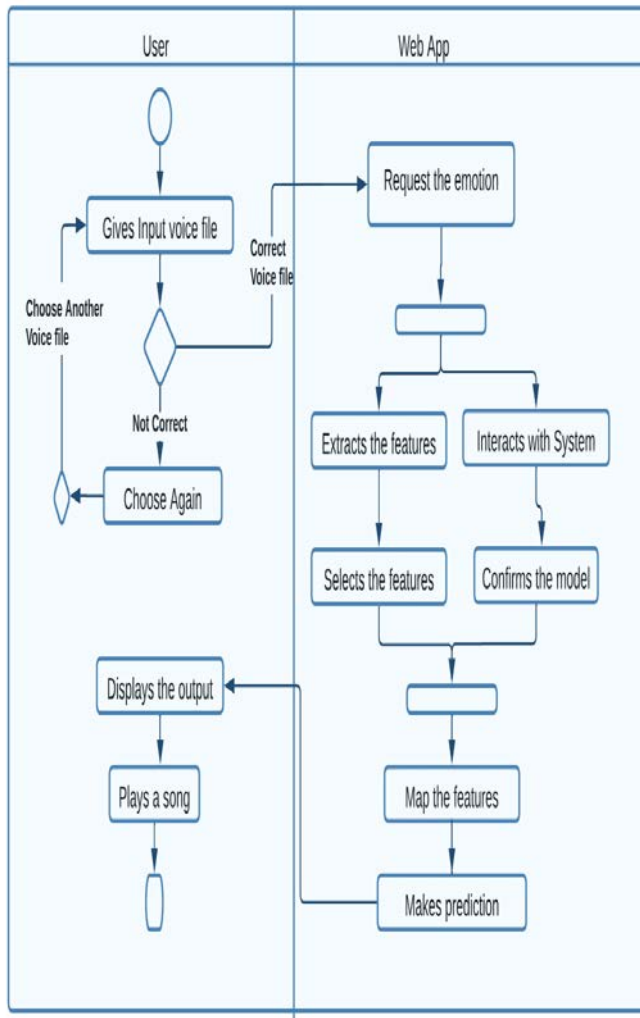 User
Web App
Gives Input voice file
Correct
Voice file
Choose Another
Voice file
Not Correct
Choose Again
Request the emotion
Extracts the features
Interacts with System
Selects the features
Confirms the model
Map the features
Makes prediction
Displays the output
Plays a song